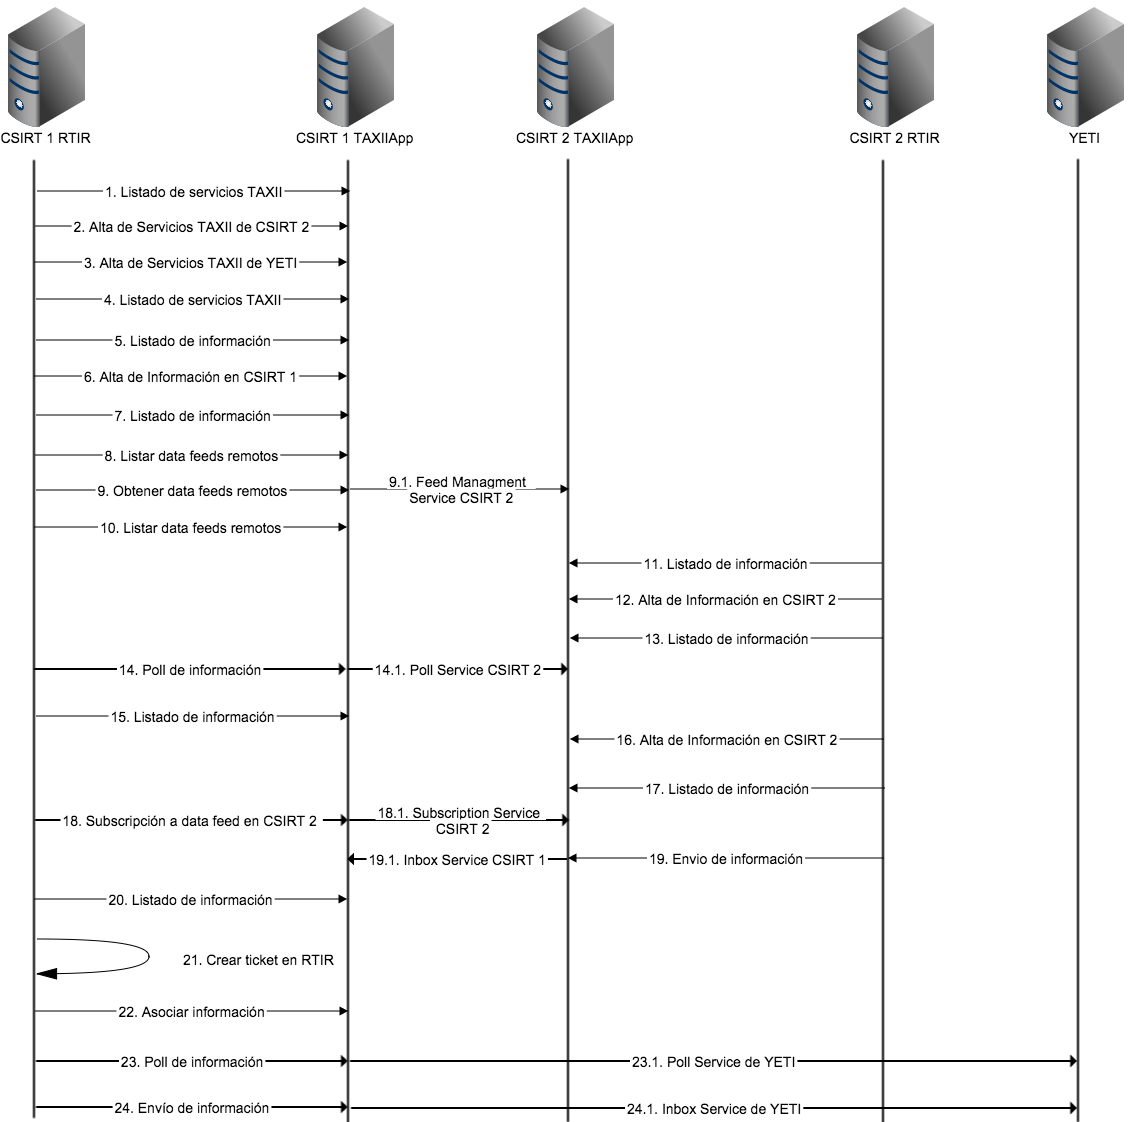 CSIRT 1 RTIR
CSIRT 1 TAXIIApp
CSIRT 2 TAXIIApp
CSIRT 2 RTIR
YETI
1. Listado de servicios TAXII
2. Alta de Servicios TAXII de CSIRT 2
3. Alta de Servicios TAXII de YETI
4. Listado de servicios TAXII
5. Listado de información
6. Alta de Información en CSIRT 1
7. Listado de información
8. Listar data feeds remotos
9. Obtener data feeds remotos
9.1. Feed Managment
Service CSIRT 2
10. Listar data feeds remotos
11. Listado de información
12. Alta de Información en CSIRT 2
13. Listado de información
14. Poll de información
14.1. Poll Service CSIRT 2
15. Listado de información
16. Alta de Información en CSIRT 2
17. Listado de información
18. Subscripción a data feed en CSIRT 2
18.1. Subscription Service
CSIRT 2
19.1. Inbox Service CSIRT 1
19. Envio de información
20. Listado de información
21. Crear ticket en RTIR
22. Asociar información
23. Poll de información
23.1. Poll Service de YETI
24. Envío de información
24.1. Inbox Service de YETI